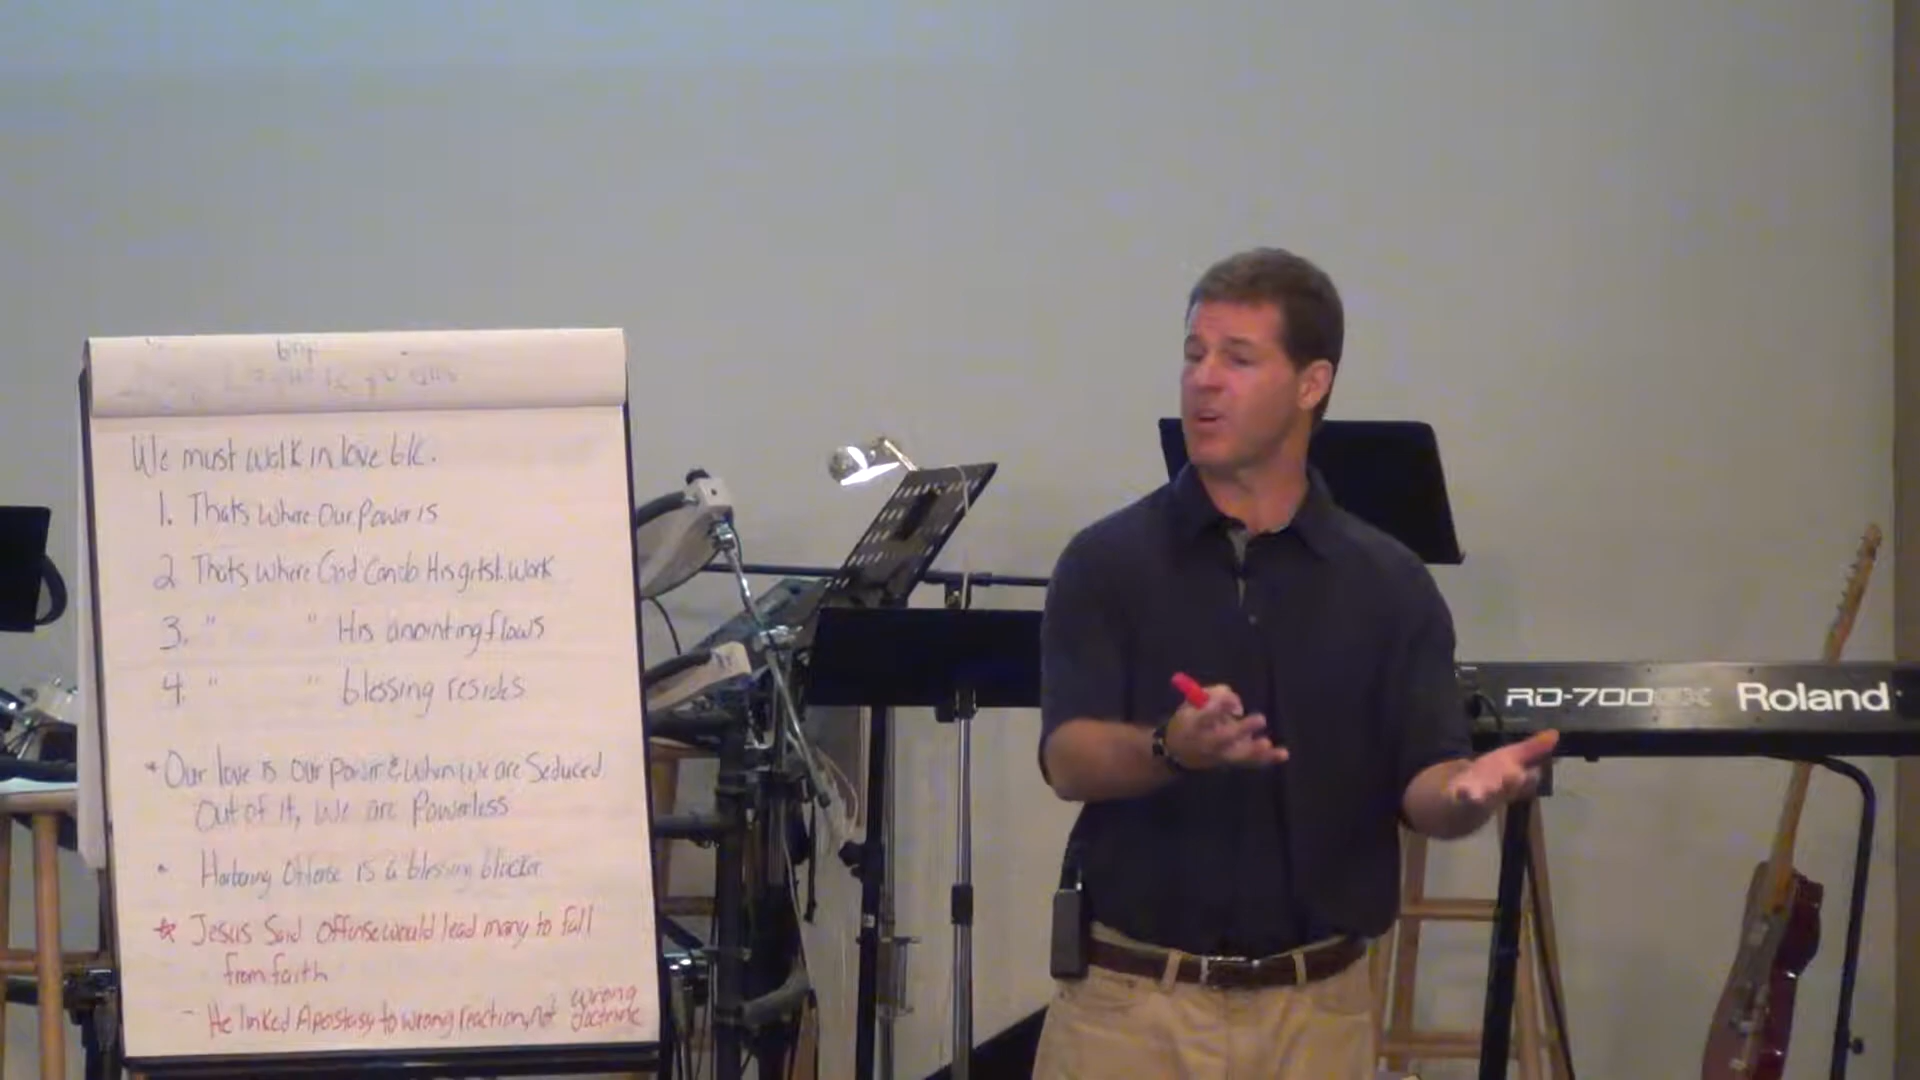 We must walk in love b/c.
1. Thats Where Our Power is
2 Thats Where God Can do His grtst. Work
3. " " His anointing flows
4. " " blessing resides
* Our love is our power & when we are Seduced
Out of it, We are Powerless
Harboring Offense is a blessing blocker
Jesus Said offense would lead many to fall
from faith
- He linked Apostasy to wrong reaction, not wrong doctrine
RD-700GX Roland